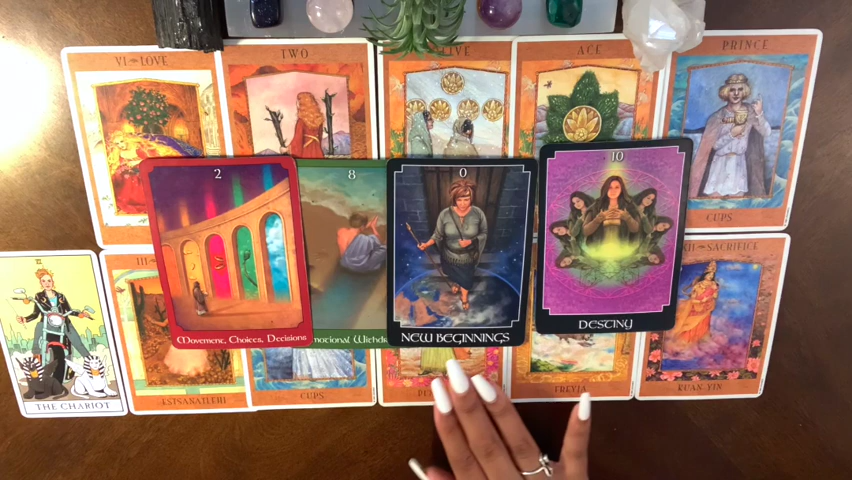 VI LOVE
TWO
FIVE
ACE
PRINCE
CUPS
2
Movement, Choices, Decisions
8
0
NEW BEGINNINGS
10
DESTINY
SACRIFICE
THE CHARIOT
III
ESTSANATLEHI
CUPS
FREYIA
KUAN YIN